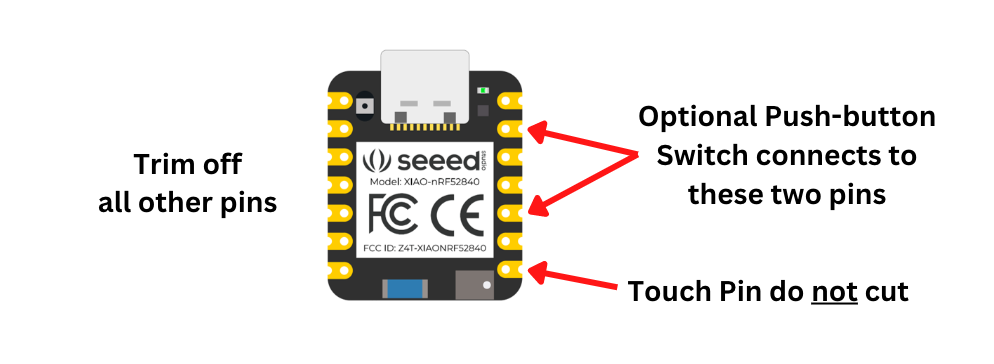 Trim off
all other pins
seeed
studio
Model: XIAO-nRF52840
FC CE
FCC ID: Z4T-XIAONRF52840
Optional Push-button
Switch connects to
these two pins
Touch Pin do not cut